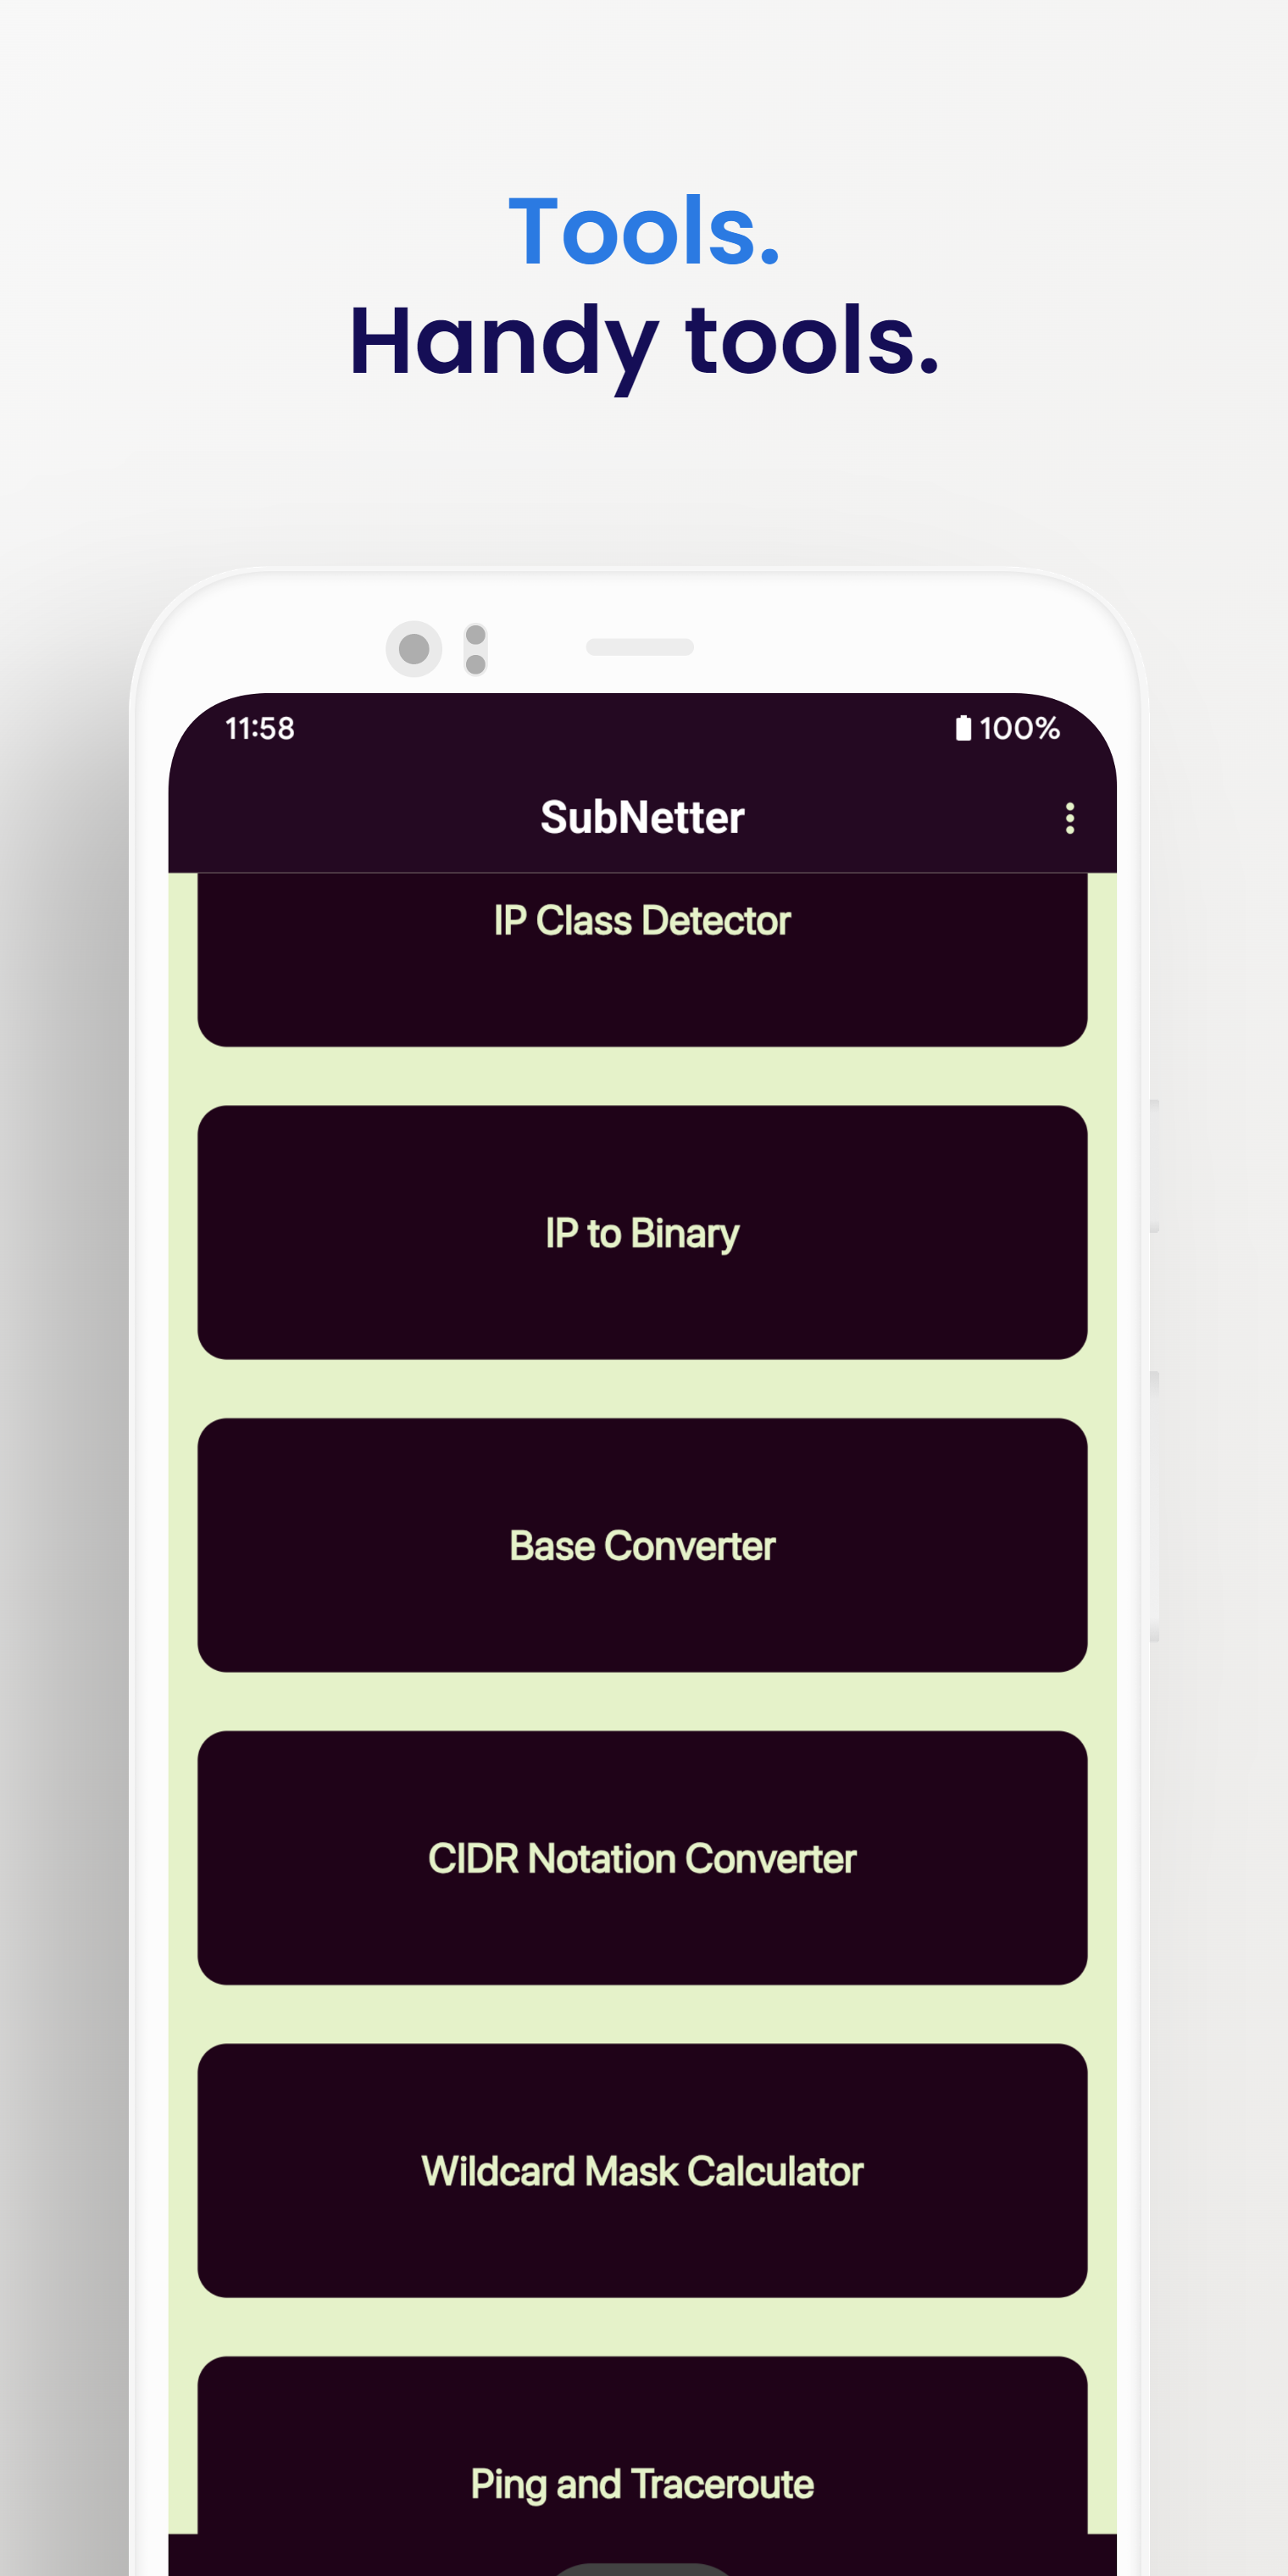 Tools.
Handy tools.
11:58
100%
SubNetter
IP Class Detector
IP to Binary
Base Converter
CIDR Notation Converter
Wildcard Mask Calculator
Ping and Traceroute